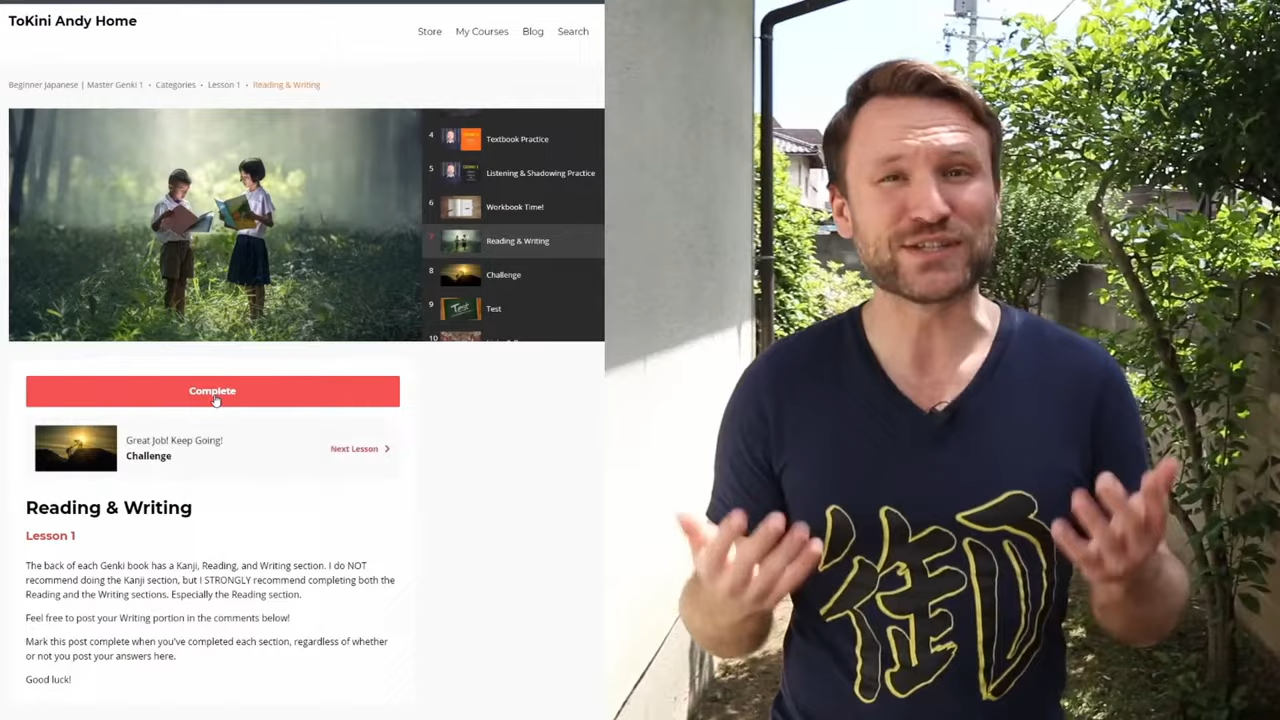 ToKini Andy Home
Store My Courses Blog Search
Beginner Japanese | Master Genki 1 • Categories • Lesson 1 • Reading & Writing
4 Textbook Practice
5 Listening & Shadowing Practice
6 Workbook Time!
7 Reading & Writing
8 Challenge
9 Test
10
Complete
Great Job! Keep Going!
Challenge
Next Lesson
Reading & Writing
Lesson 1
The back of each Genki book has a Kanji, Reading, and Writing section. I do NOT
recommend doing the Kanji section, but I STRONGLY recommend completing both the
Reading and the Writing sections. Especially the Reading section.
Feel free to post your Writing portion in the comments below!
Mark this post complete when you've completed each section, regardless of whether
or not you post your answers here.
Good luck!
御